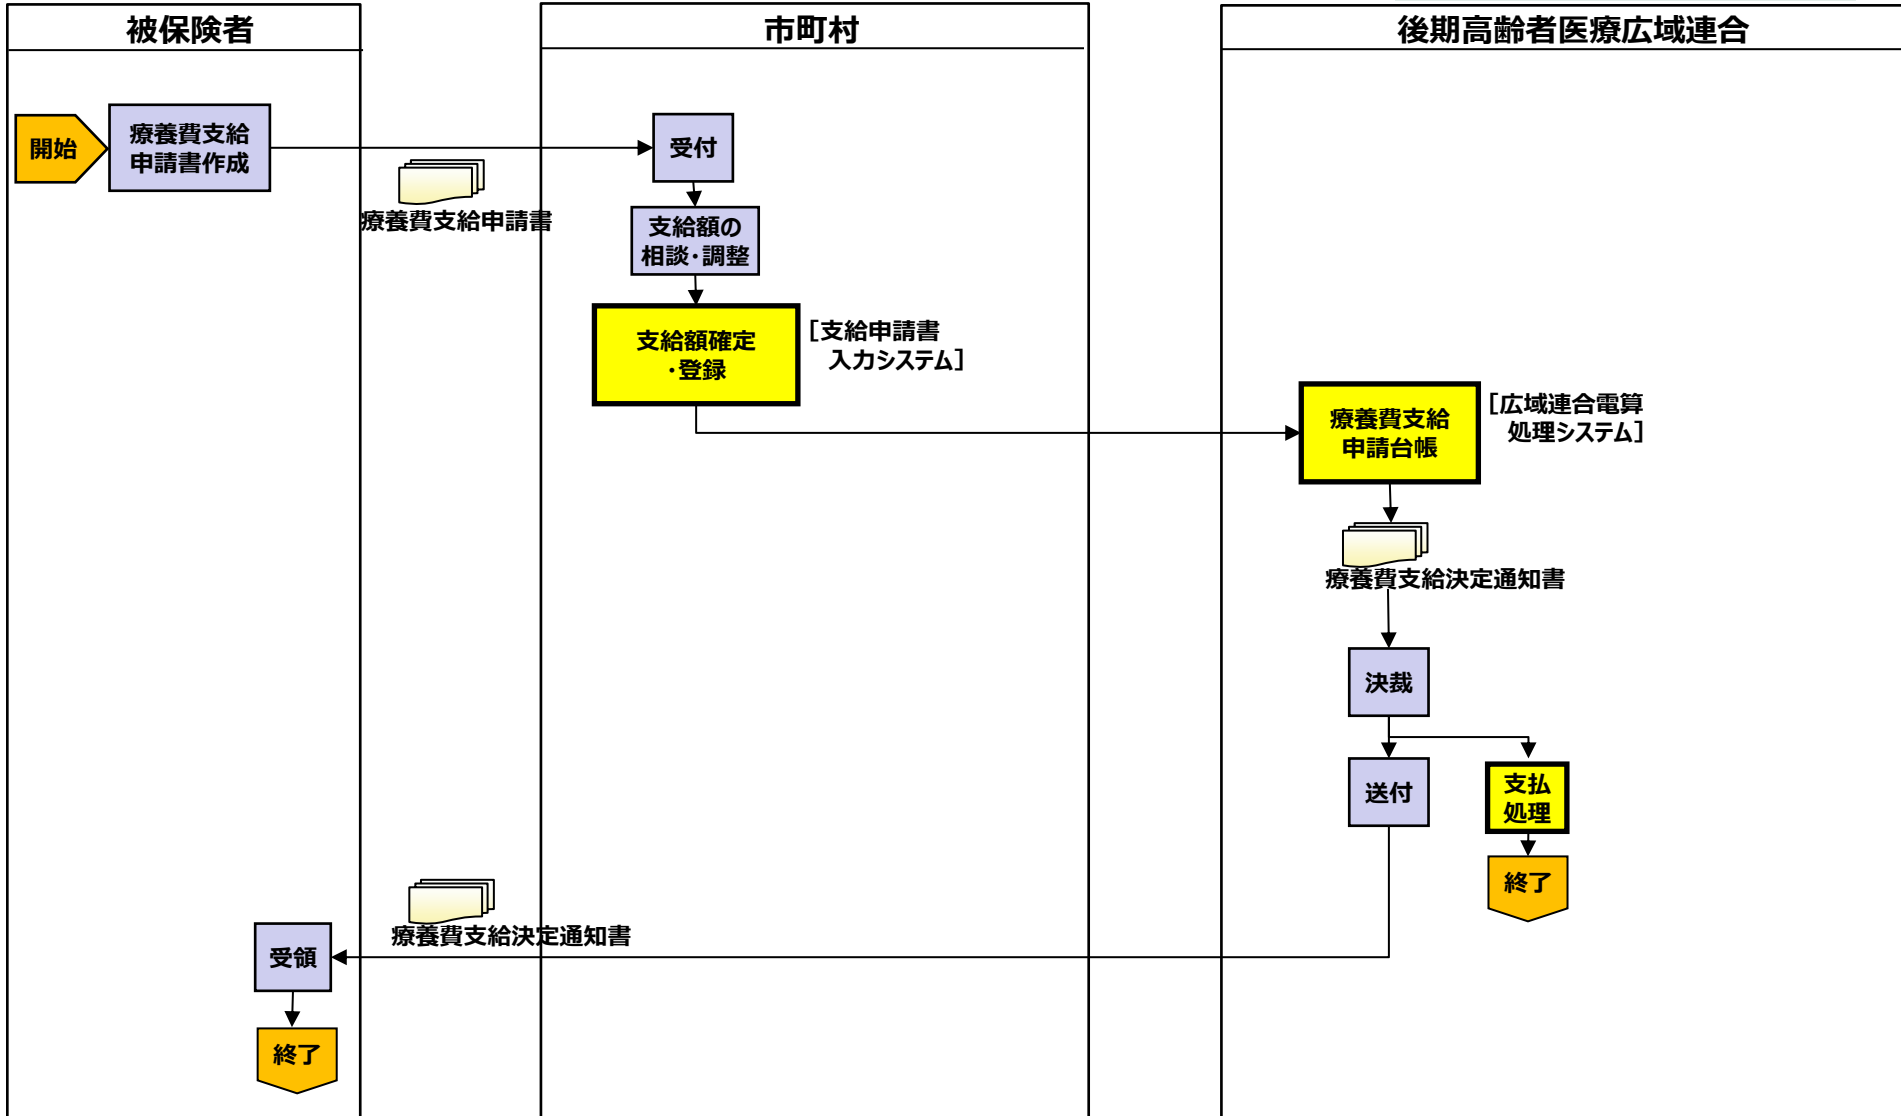 被保険者
市町村
後期高齢者医療広域連合
開始
療養費支給
申請書作成
受付
療養費支給申請書
支給額の
相談・調整
支給額確定
・登録
［支給申請書
入力システム］
療養費支給
申請台帳
［広域連合電算
処理システム］
療養費支給決定通知書
決裁
送付
支払
処理
終了
療養費支給決定通知書
受領
終了